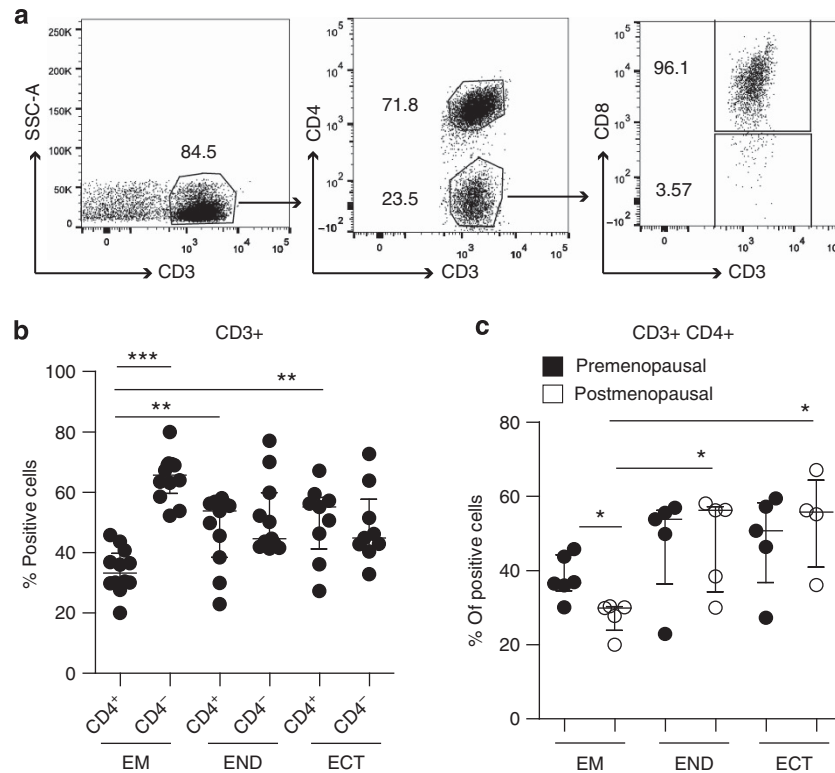 a
250K
200K
150K
100K
50K
0
SSC-A
84.5
0 10³ 10⁴ 10⁵
CD3
10⁵
10⁴
10³
10²
0
−10²
CD4
71.8
23.5
0 10³ 10⁴ 10⁵
CD3
10⁵
10⁴
10³
10²
0
−10²
CD8
96.1
3.57
0 10³ 10⁴
CD3
b
CD3+
100
80
60
40
20
0
% Positive cells
***
**
**
CD4⁺ CD4⁻ CD4⁺ CD4⁻ CD4⁺ CD4⁻
EM END ECT
c
CD3+ CD4+
Premenopausal
Postmenopausal
80
60
40
20
0
% Of positive cells
*
*
*
EM END ECT